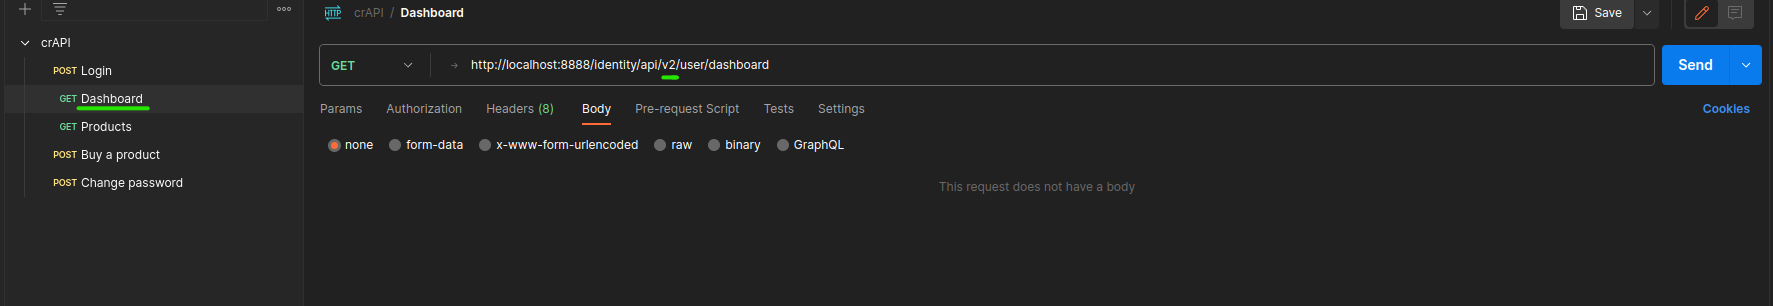 HTTP crAPI / Dashboard Save
crAPI
GET http://localhost:8888/identity/api/v2/user/dashboard Send
POST Login
GET Dashboard
Params Authorization Headers (8) Body Pre-request Script Tests Settings Cookies
GET Products
none form-data x-www-form-urlencoded raw binary GraphQL
POST Buy a product
POST Change password
This request does not have a body